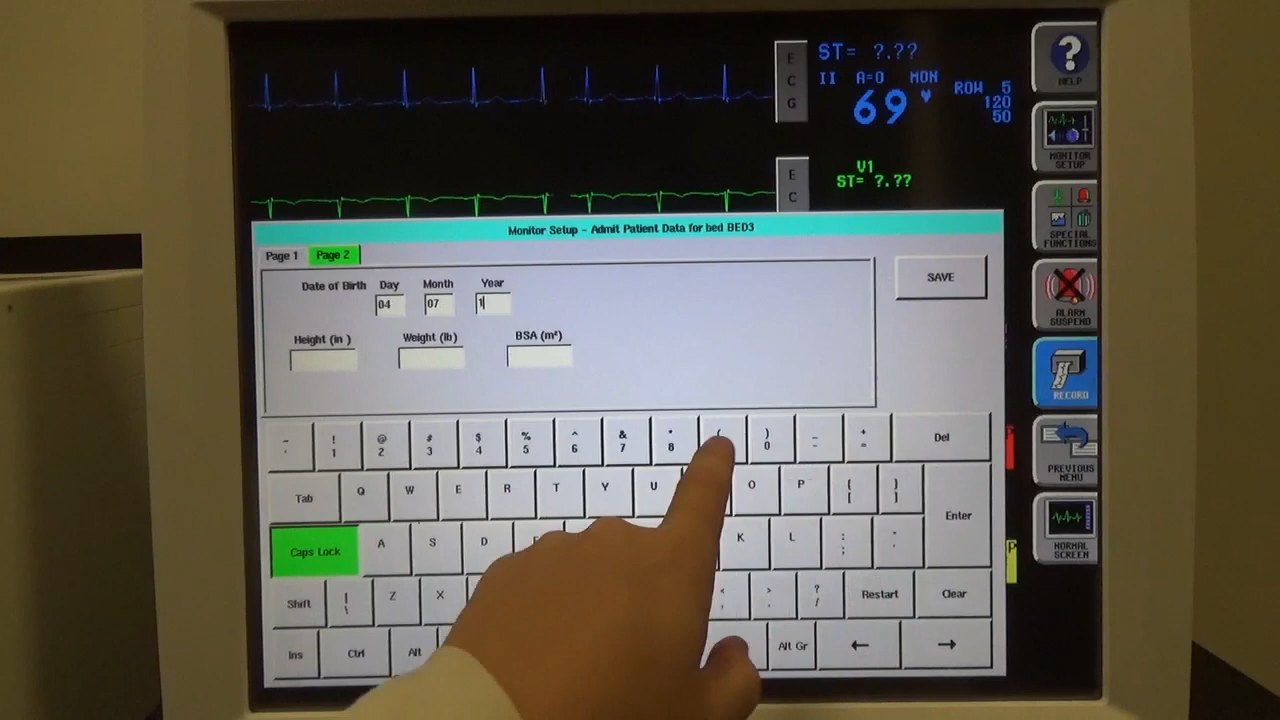 ECG
ST= ?.??
II A=0 MON
69
ROW 5
120
50
HELP
MONITOR SETUP
EC
V1
ST= ?.??
SPECIAL FUNCTIONS
ALARM SUSPEND
RECORD
PREVIOUS MENU
NORMAL SCREEN
Monitor Setup - Admit Patient Data for bed BED3
Page 1 Page 2
SAVE
Date of Birth Day Month Year
04 07 1
Height (in ) Weight (lb) BSA (m²)
! @ # $ % ^ & * ( ) _ +
1 2 3 4 5 6 7 8 0 - = Del
Tab Q W E R T Y U O P { [ } ]
Enter
Caps Lock A S D K L : ;
Shift | \ Z X < , > . ? / Restart Clear
Ins Ctrl Alt Alt Gr ← →
P